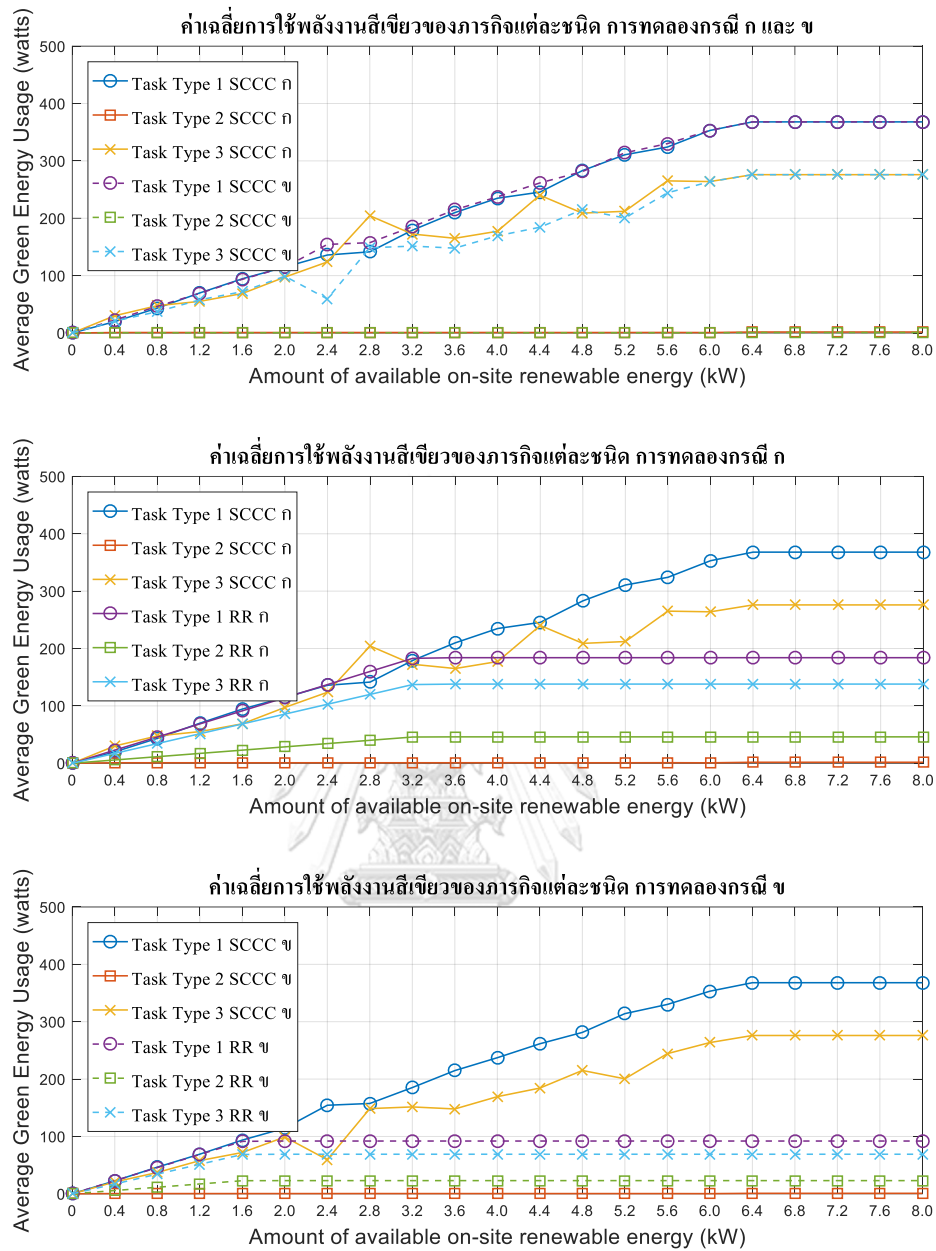 ค่าเฉลี่ยการใช้พลังงานสีเขียวของภารกิจแต่ละชนิด การทดลองกรณี ก และ ข
Average Green Energy Usage (watts)
500
400
300
200
100
0
Task Type 1 SCCC ก
Task Type 2 SCCC ก
Task Type 3 SCCC ก
Task Type 1 SCCC ข
Task Type 2 SCCC ข
Task Type 3 SCCC ข
0 0.4 0.8 1.2 1.6 2.0 2.4 2.8 3.2 3.6 4.0 4.4 4.8 5.2 5.6 6.0 6.4 6.8 7.2 7.6 8.0
Amount of available on-site renewable energy (kW)
ค่าเฉลี่ยการใช้พลังงานสีเขียวของภารกิจแต่ละชนิด การทดลองกรณี ก
Average Green Energy Usage (watts)
500
400
300
200
100
0
Task Type 1 SCCC ก
Task Type 2 SCCC ก
Task Type 3 SCCC ก
Task Type 1 RR ก
Task Type 2 RR ก
Task Type 3 RR ก
0 0.4 0.8 1.2 1.6 2.0 2.4 2.8 3.2 3.6 4.0 4.4 4.8 5.2 5.6 6.0 6.4 6.8 7.2 7.6 8.0
Amount of available on-site renewable energy (kW)
ค่าเฉลี่ยการใช้พลังงานสีเขียวของภารกิจแต่ละชนิด การทดลองกรณี ข
Average Green Energy Usage (watts)
500
400
300
200
100
0
Task Type 1 SCCC ข
Task Type 2 SCCC ข
Task Type 3 SCCC ข
Task Type 1 RR ข
Task Type 2 RR ข
Task Type 3 RR ข
0 0.4 0.8 1.2 1.6 2.0 2.4 2.8 3.2 3.6 4.0 4.4 4.8 5.2 5.6 6.0 6.4 6.8 7.2 7.6 8.0
Amount of available on-site renewable energy (kW)